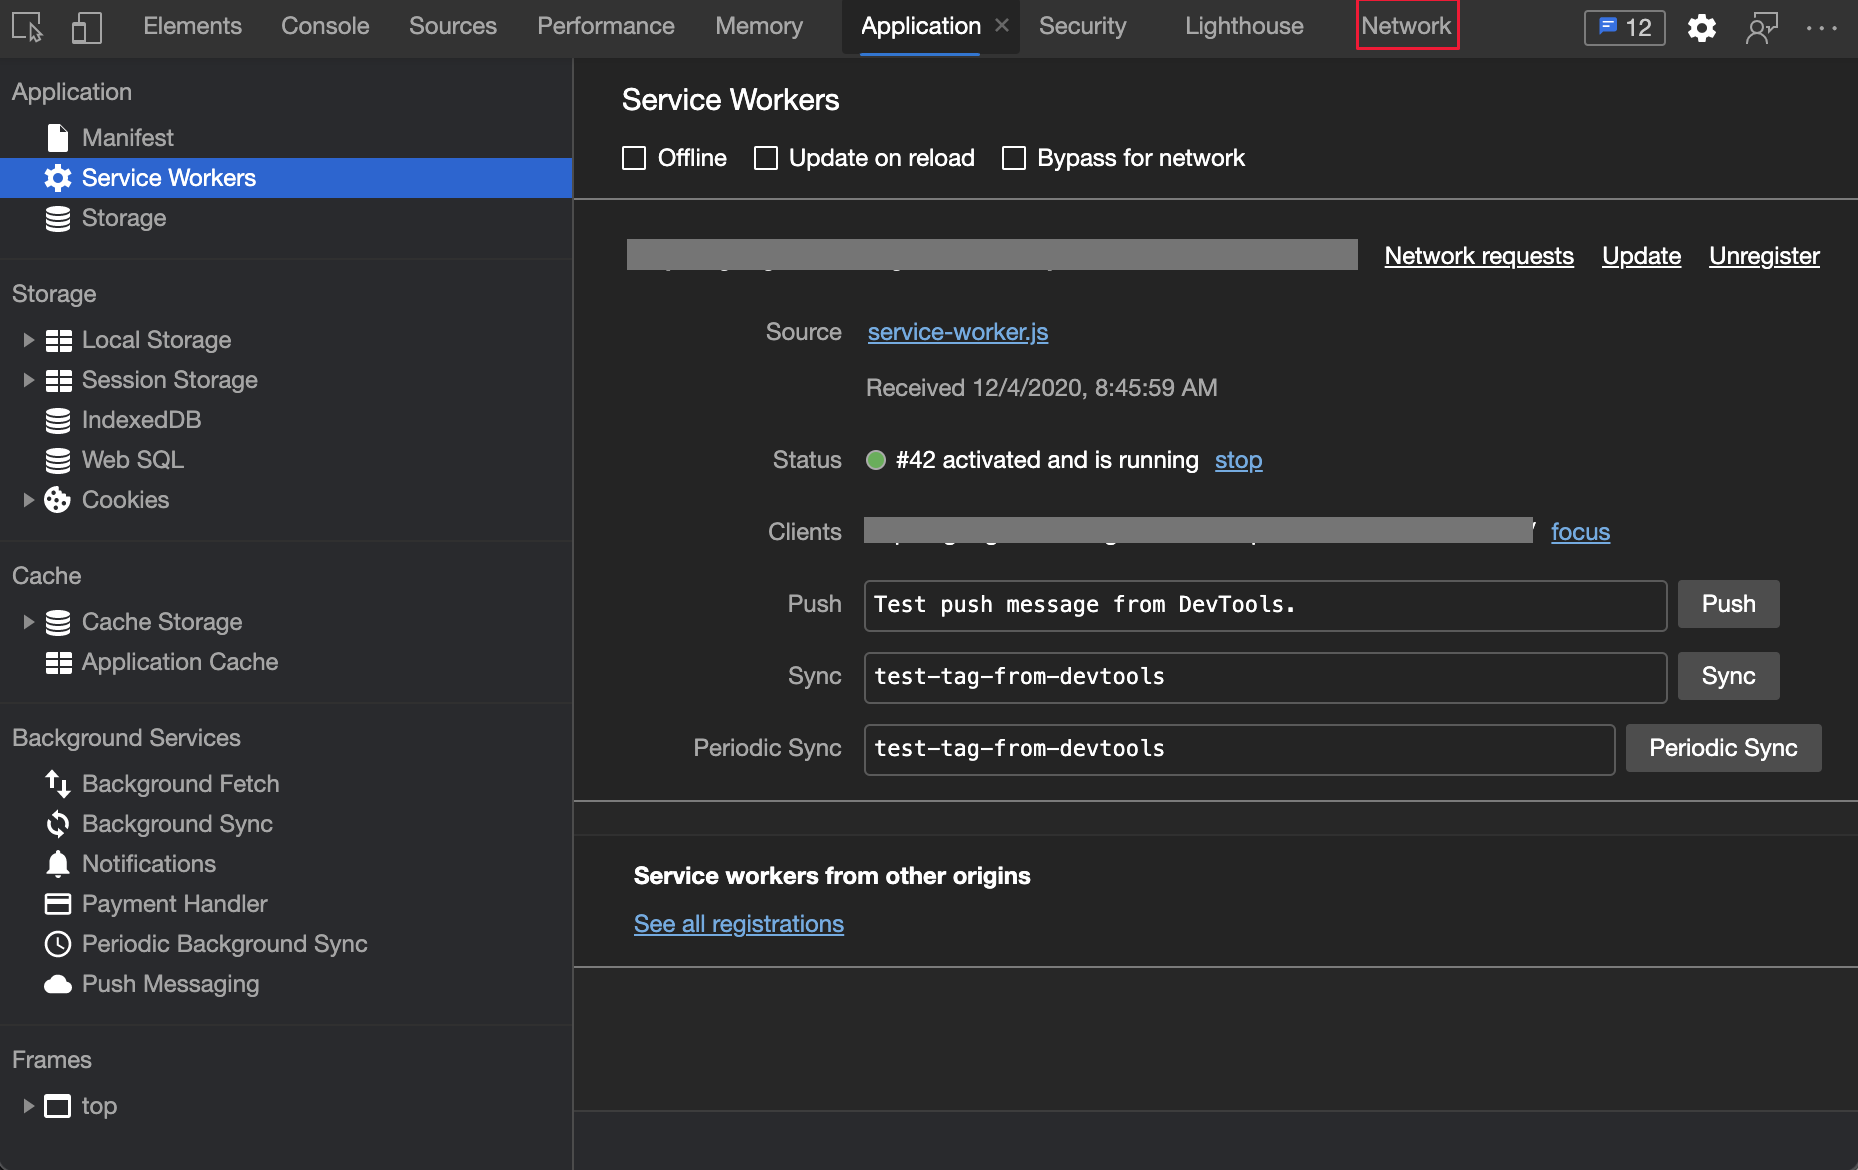 Elements Console Sources Performance Memory Application Security Lighthouse Network 12
Application
Manifest
Service Workers
Storage
Storage
Local Storage
Session Storage
IndexedDB
Web SQL
Cookies
Cache
Cache Storage
Application Cache
Background Services
Background Fetch
Background Sync
Notifications
Payment Handler
Periodic Background Sync
Push Messaging
Frames
top
Service Workers
Offline Update on reload Bypass for network
Network requests Update Unregister
Source service-worker.js
Received 12/4/2020, 8:45:59 AM
Status #42 activated and is running stop
Clients / focus
Push Test push message from DevTools. Push
Sync test-tag-from-devtools Sync
Periodic Sync test-tag-from-devtools Periodic Sync
Service workers from other origins
See all registrations